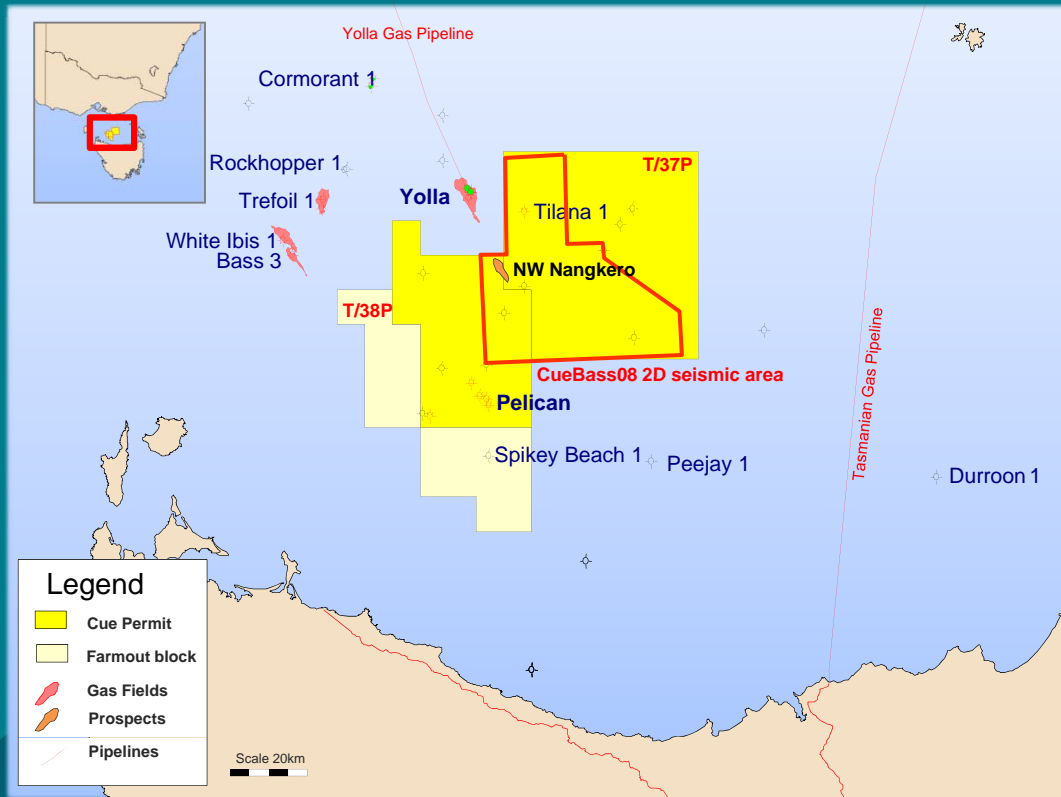 Yolla Gas Pipeline
Cormorant 1
Rockhopper 1
T/37P
Trefoil 1
Yolla
Tilana 1
White Ibis 1
Bass 3
NW Nangkero
T/38P
CueBass08 2D seismic area
Pelican
Tasmanian Gas Pipeline
Spikey Beach 1
Peejay 1
Durroon 1
Legend
Cue Permit
Farmout block
Gas Fields
Prospects
Pipelines
Scale 20km